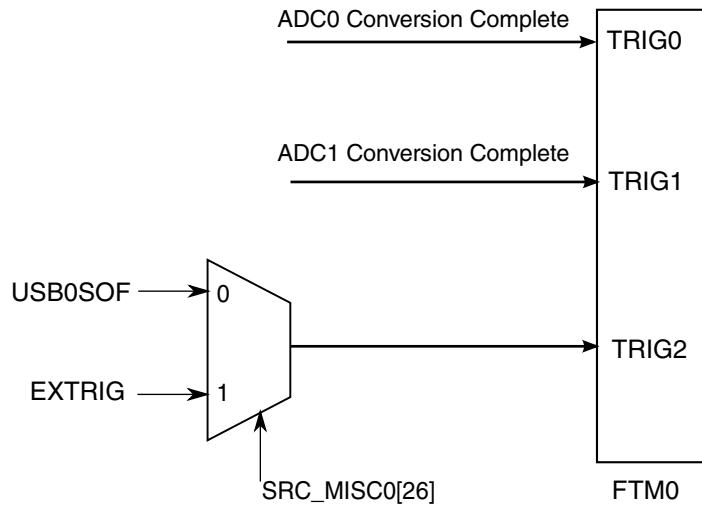 ADC0 Conversion Complete
TRIG0
ADC1 Conversion Complete
TRIG1
USB0SOF
0
TRIG2
EXTRIG
1
SRC_MISC0[26]
FTM0